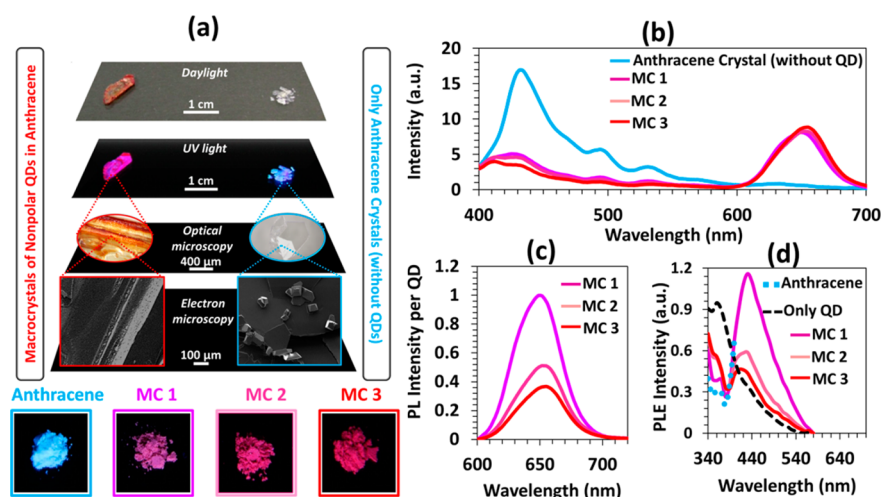 (a)
Macrocrystals of Nonpolar QDs in Anthracene
Daylight
1 cm
UV light
1 cm
Optical
microscopy
400 μm
Electron
microscopy
100 μm
Only Anthracene Crystals (without QDs)
Anthracene
MC 1
MC 2
MC 3
(b)
Intensity (a.u.)
20
15
10
5
0
400
500
600
700
Wavelength (nm)
Anthracene Crystal (without QD)
MC 1
MC 2
MC 3
(c)
PL Intensity per QD
1
0.8
0.6
0.4
0.2
0
600
650
700
Wavelength (nm)
MC 1
MC 2
MC 3
(d)
PLE Intensity (a.u.)
1.2
0.9
0.6
0.3
0
340
440
540
640
Wavelength (nm)
Anthracene
Only QD
MC 1
MC 2
MC 3